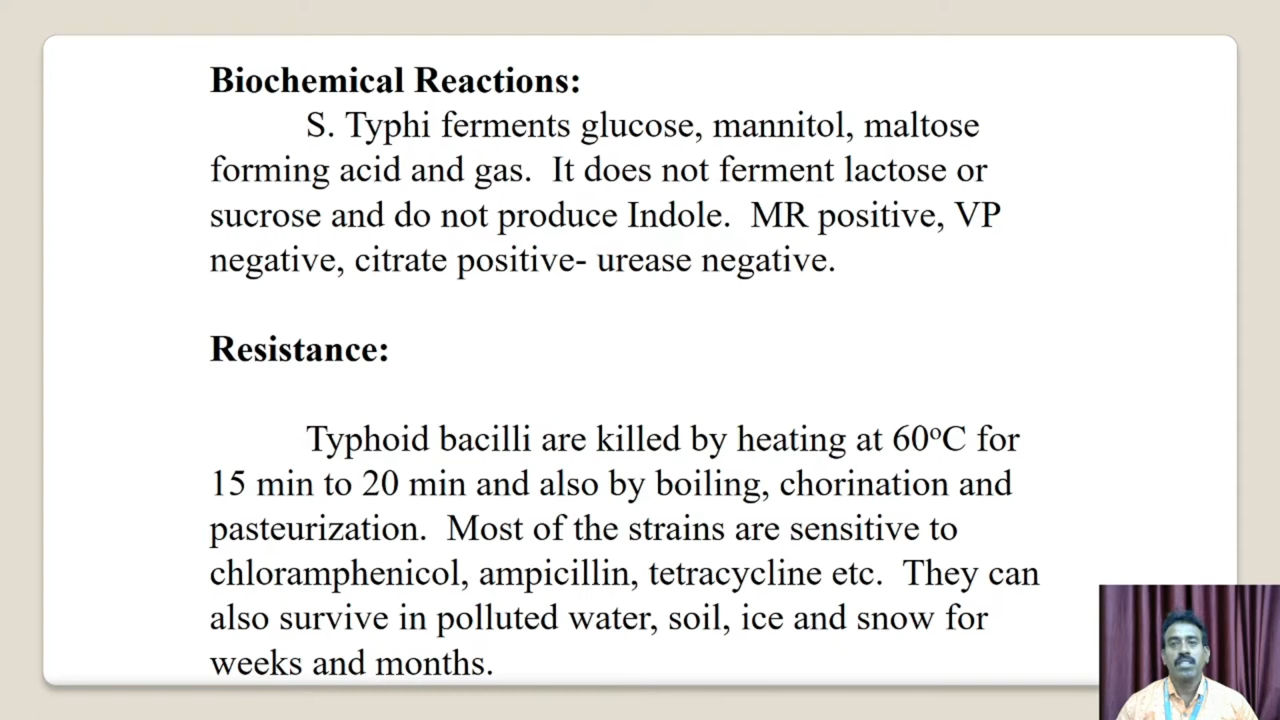 Biochemical Reactions:
S. Typhi ferments glucose, mannitol, maltose
forming acid and gas.  It does not ferment lactose or
sucrose and do not produce Indole.  MR positive, VP
negative, citrate positive- urease negative.
Resistance:
Typhoid bacilli are killed by heating at 60ºC for
15 min to 20 min and also by boiling, chorination and
pasteurization.  Most of the strains are sensitive to
chloramphenicol, ampicillin, tetracycline etc.  They can
also survive in polluted water, soil, ice and snow for
weeks and months.